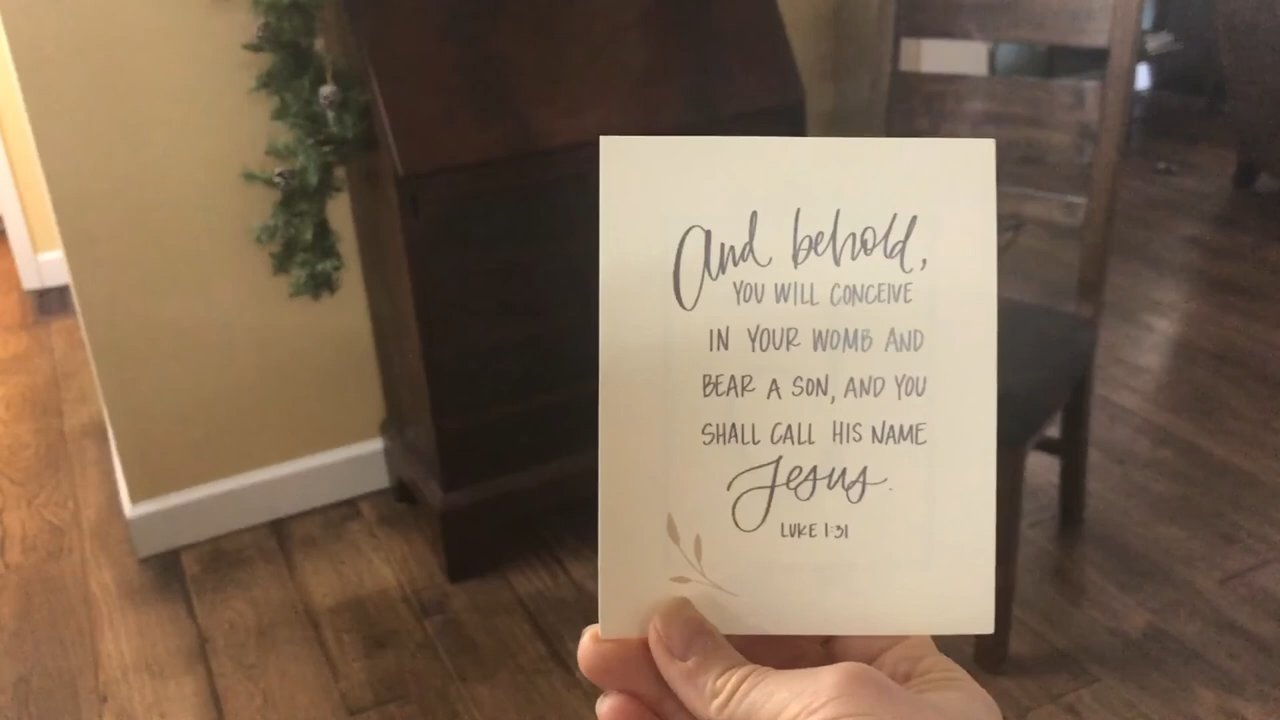 And behold,
YOU WILL CONCEIVE
IN YOUR WOMB AND
BEAR A SON, AND YOU
SHALL CALL HIS NAME
Jesus.
LUKE 1:31